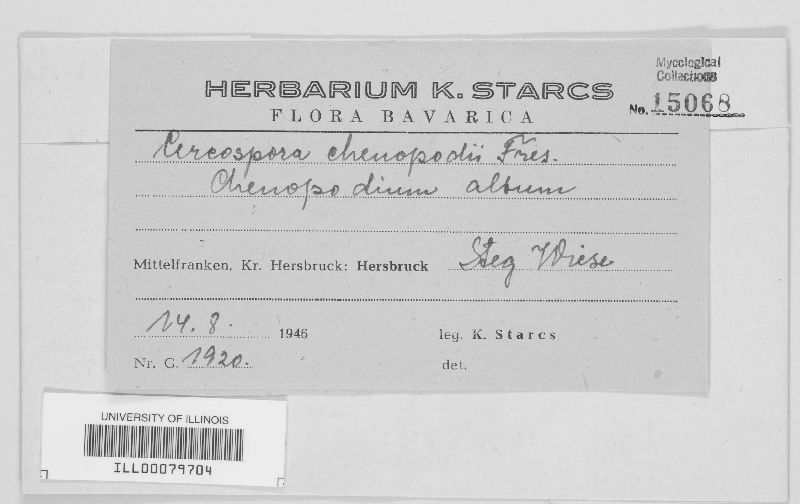 HERBARIUM K. STARCS
FLORA BAVARICA
Mycological
Collections
No. 15068
Cercospora chenopodii Fres.
Chenopodium album
Mittelfranken, Kr. Hersbruck: Hersbruck Steg Wiese
14. 8. 1946
leg. K. Starcs
Nr. G. 1920.
det.
UNIVERSITY OF ILLINOIS
ILL00079704